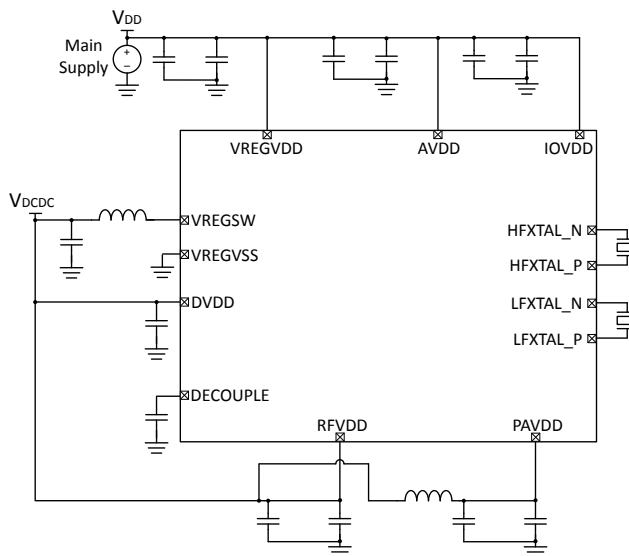 VDD
Main
Supply
+
−
VREGVDD
AVDD
IOVDD
VDCDC
VREGSW
HFXTAL_N
VREGVSS
HFXTAL_P
DVDD
LFXTAL_N
LFXTAL_P
DECOUPLE
RFVDD
PAVDD